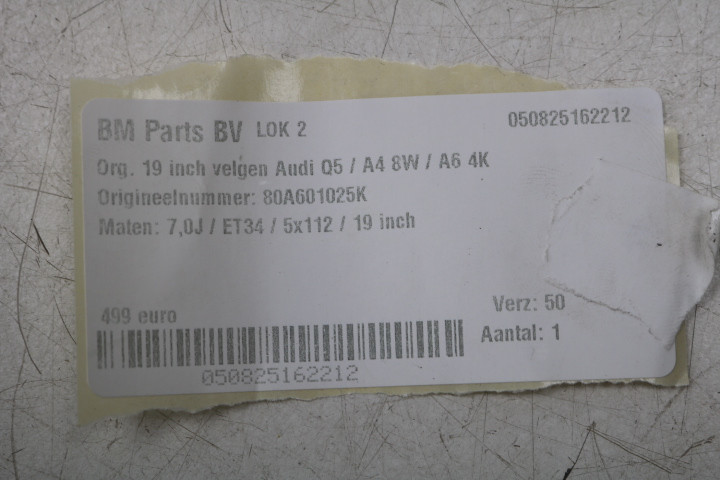 BM Parts BV LOK 2 050825162212
Org. 19 inch velgen Audi Q5 / A4 8W / A6 4K
Origineelnummer: 80A601025K
Maten: 7,0J / ET34 / 5x112 / 19 inch
499 euro Verz: 50
Aantal: 1
050825162212